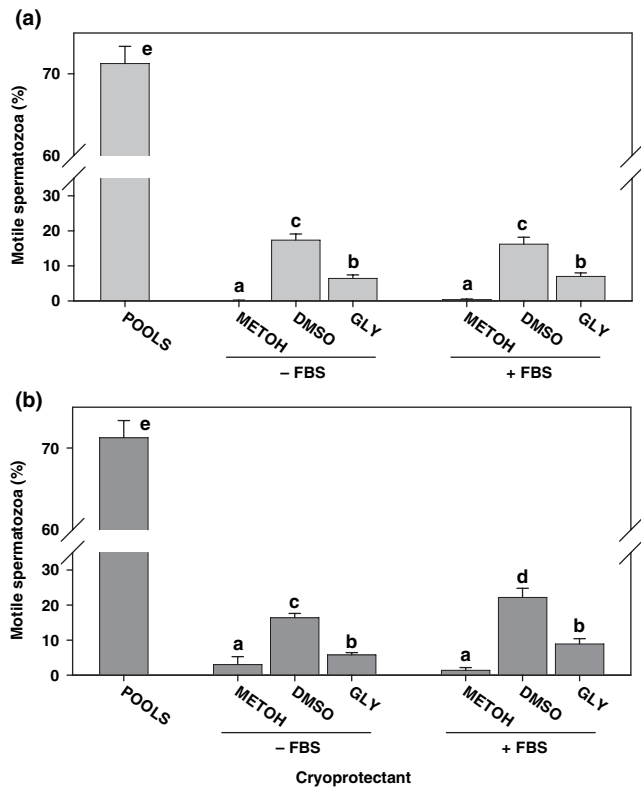 (a)
Motile spermatozoa (%)
70
60
30
20
10
0
e
a
c
b
a
c
b
POOLS
METOH
DMSO
GLY
METOH
DMSO
GLY
– FBS
+ FBS
(b)
Motile spermatozoa (%)
70
60
30
20
10
0
e
a
c
b
a
d
b
POOLS
METOH
DMSO
GLY
METOH
DMSO
GLY
– FBS
+ FBS
Cryoprotectant